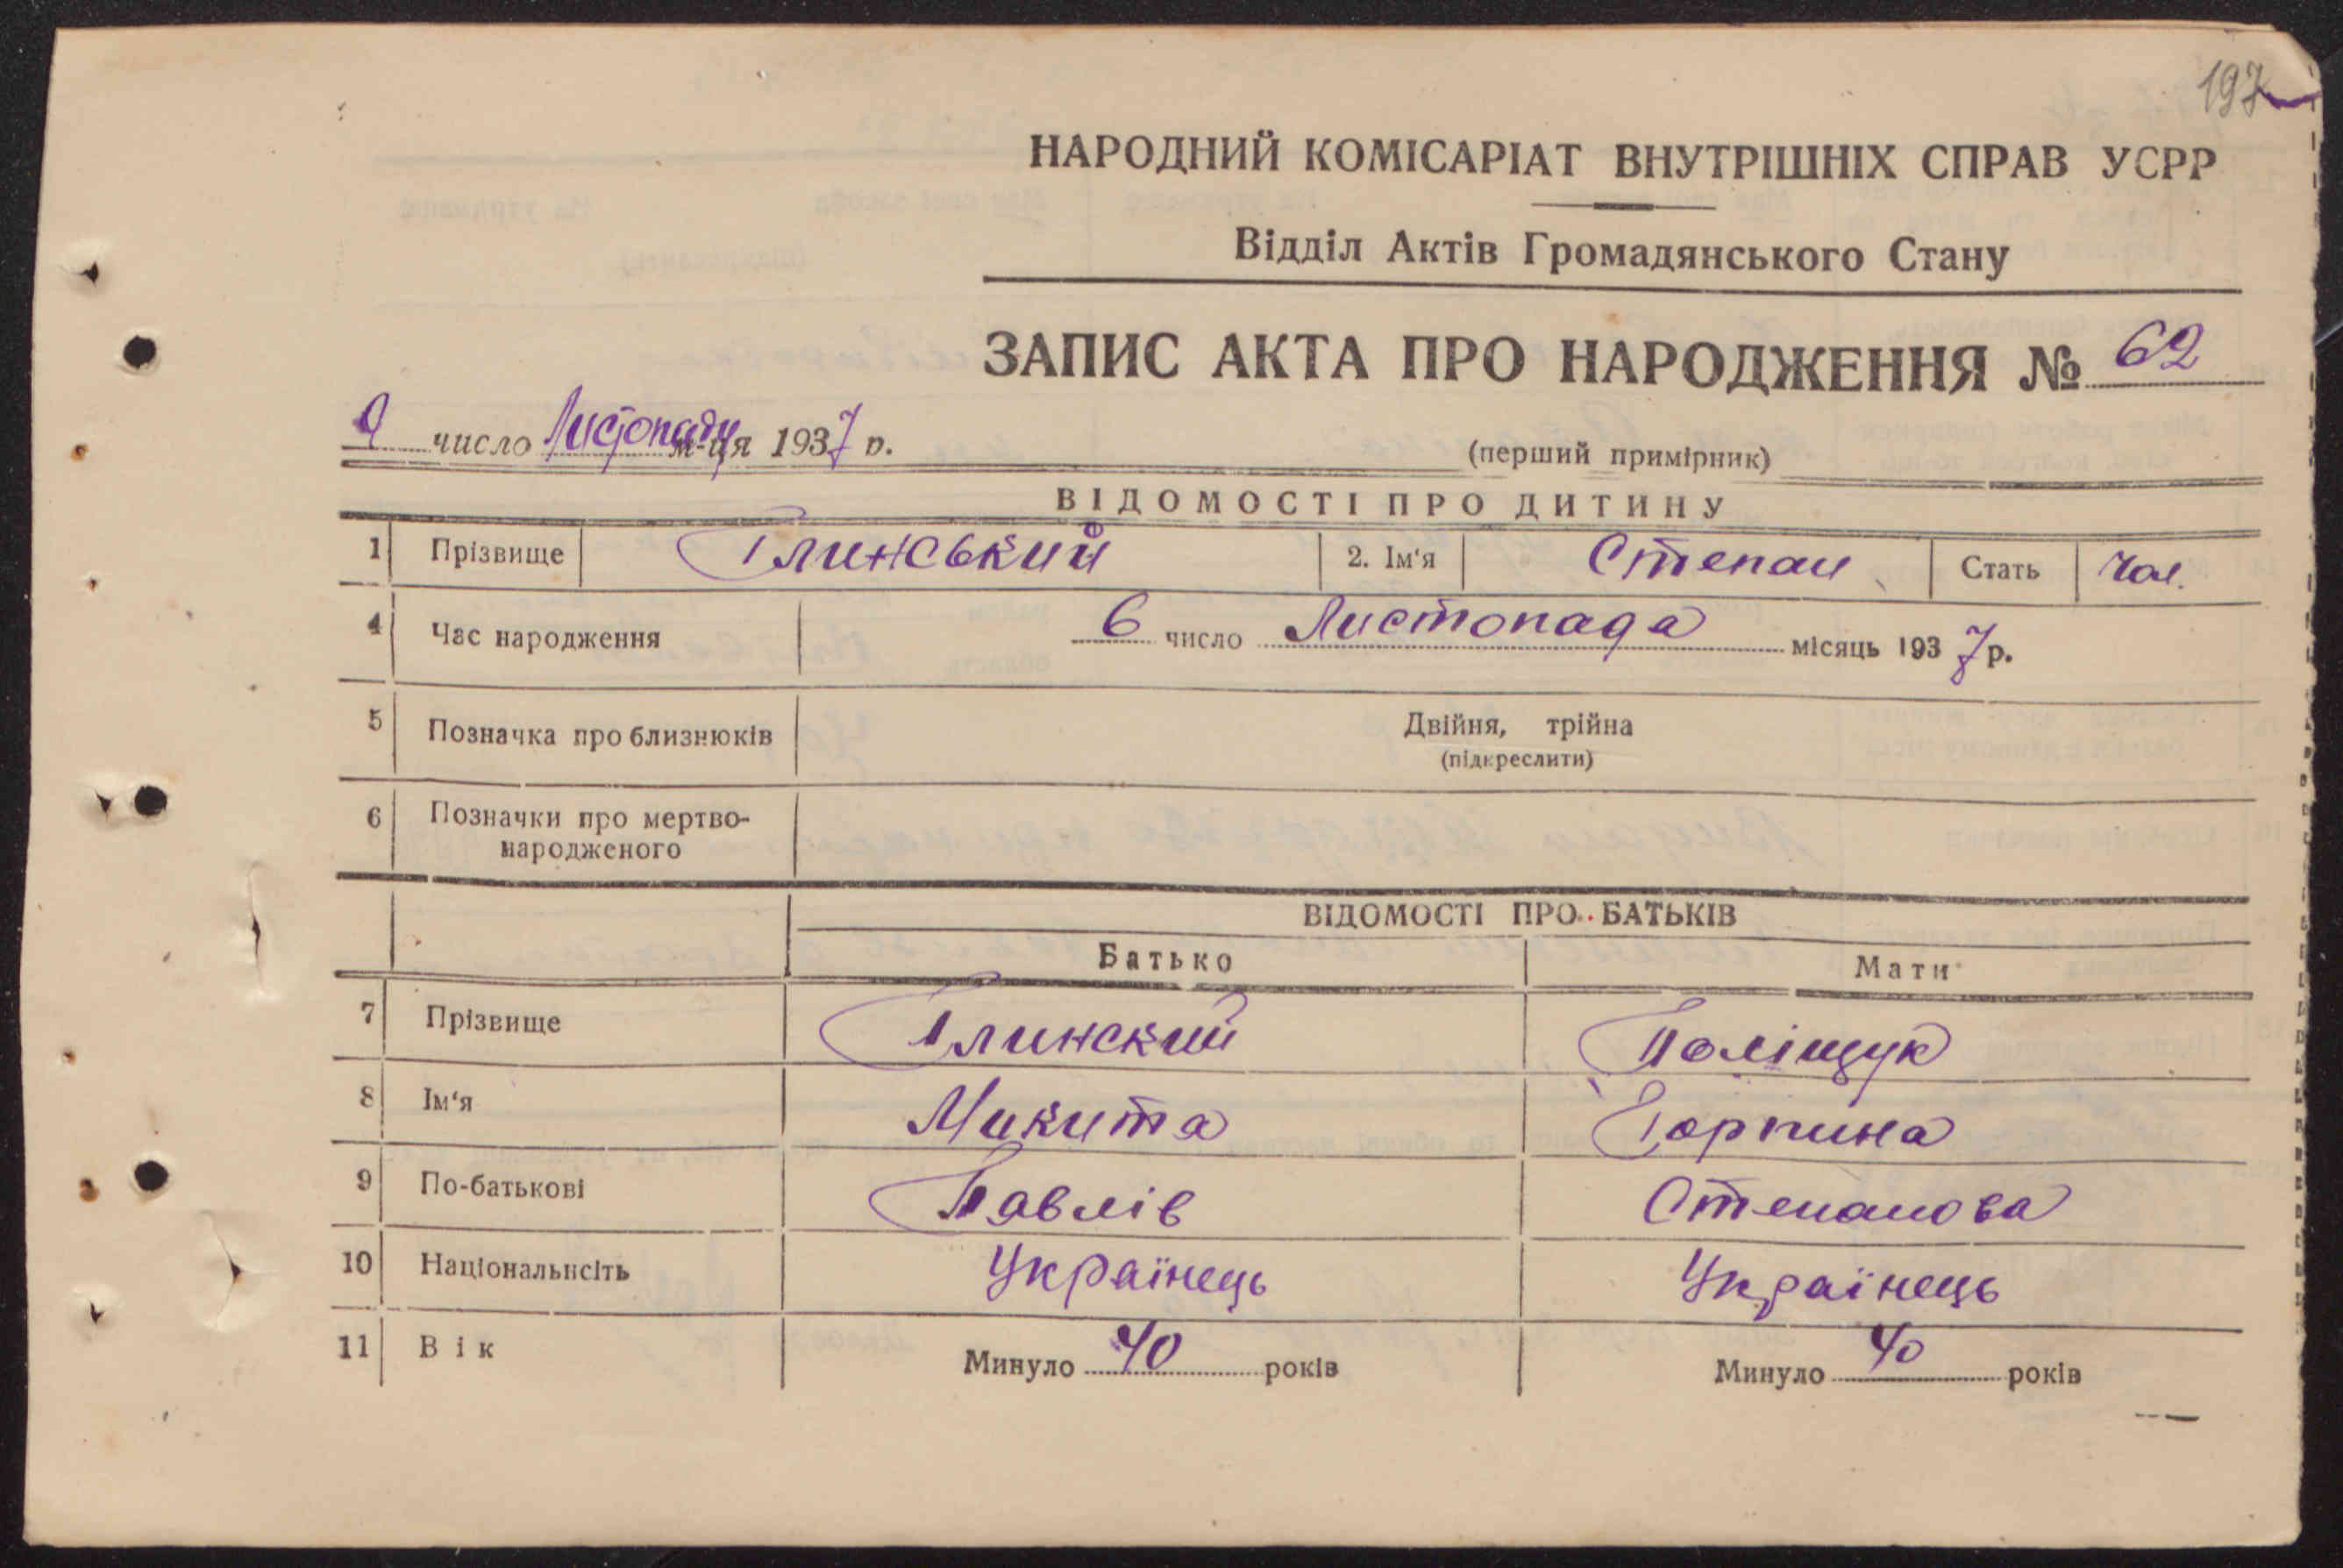 197
НАРОДНИЙ КОМІСАРІАТ ВНУТРІШНІХ СПРАВ УСРР
Відділ Актів Громадянського Стану
ЗАПИС АКТА ПРО НАРОДЖЕННЯ № 62
9 число Листопаду м-ця 1937 р.
(перший примірник)
ВІДОМОСТІ ПРО ДИТИНУ
1 Прізвище Глинський 2. Ім'я Степан Стать Чол.
4 Час народження 6 число Листопада місяць 1937 р.
5 Позначка про близнюків Двійня, трійна
(підкреслити)
6 Позначки про мертво-
народженого
ВІДОМОСТІ ПРО БАТЬКІВ
Батько Мати
7 Прізвище Глинский Поліщук
8 Ім'я Микита Горпина
9 По-батькові Павлів Степанова
10 Національнсіть Українець Українець
11 Вік Минуло 40 років Минуло 40 років